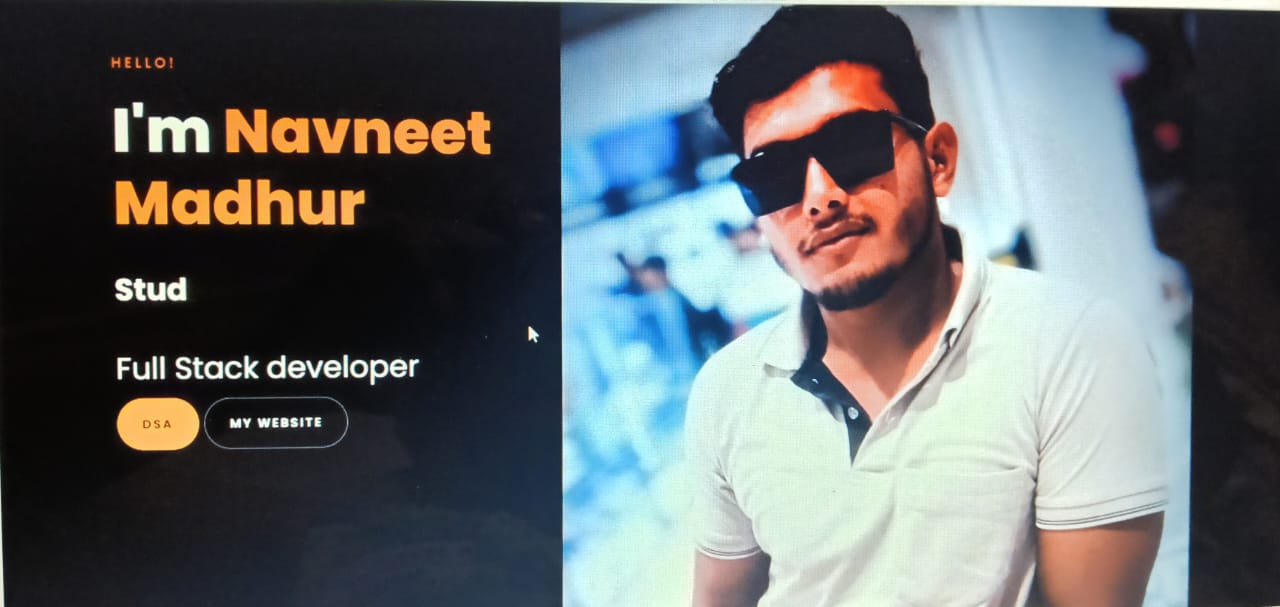 HELLO!
I'm Navneet
Madhur
Stud
Full Stack developer
DSA
MY WEBSITE